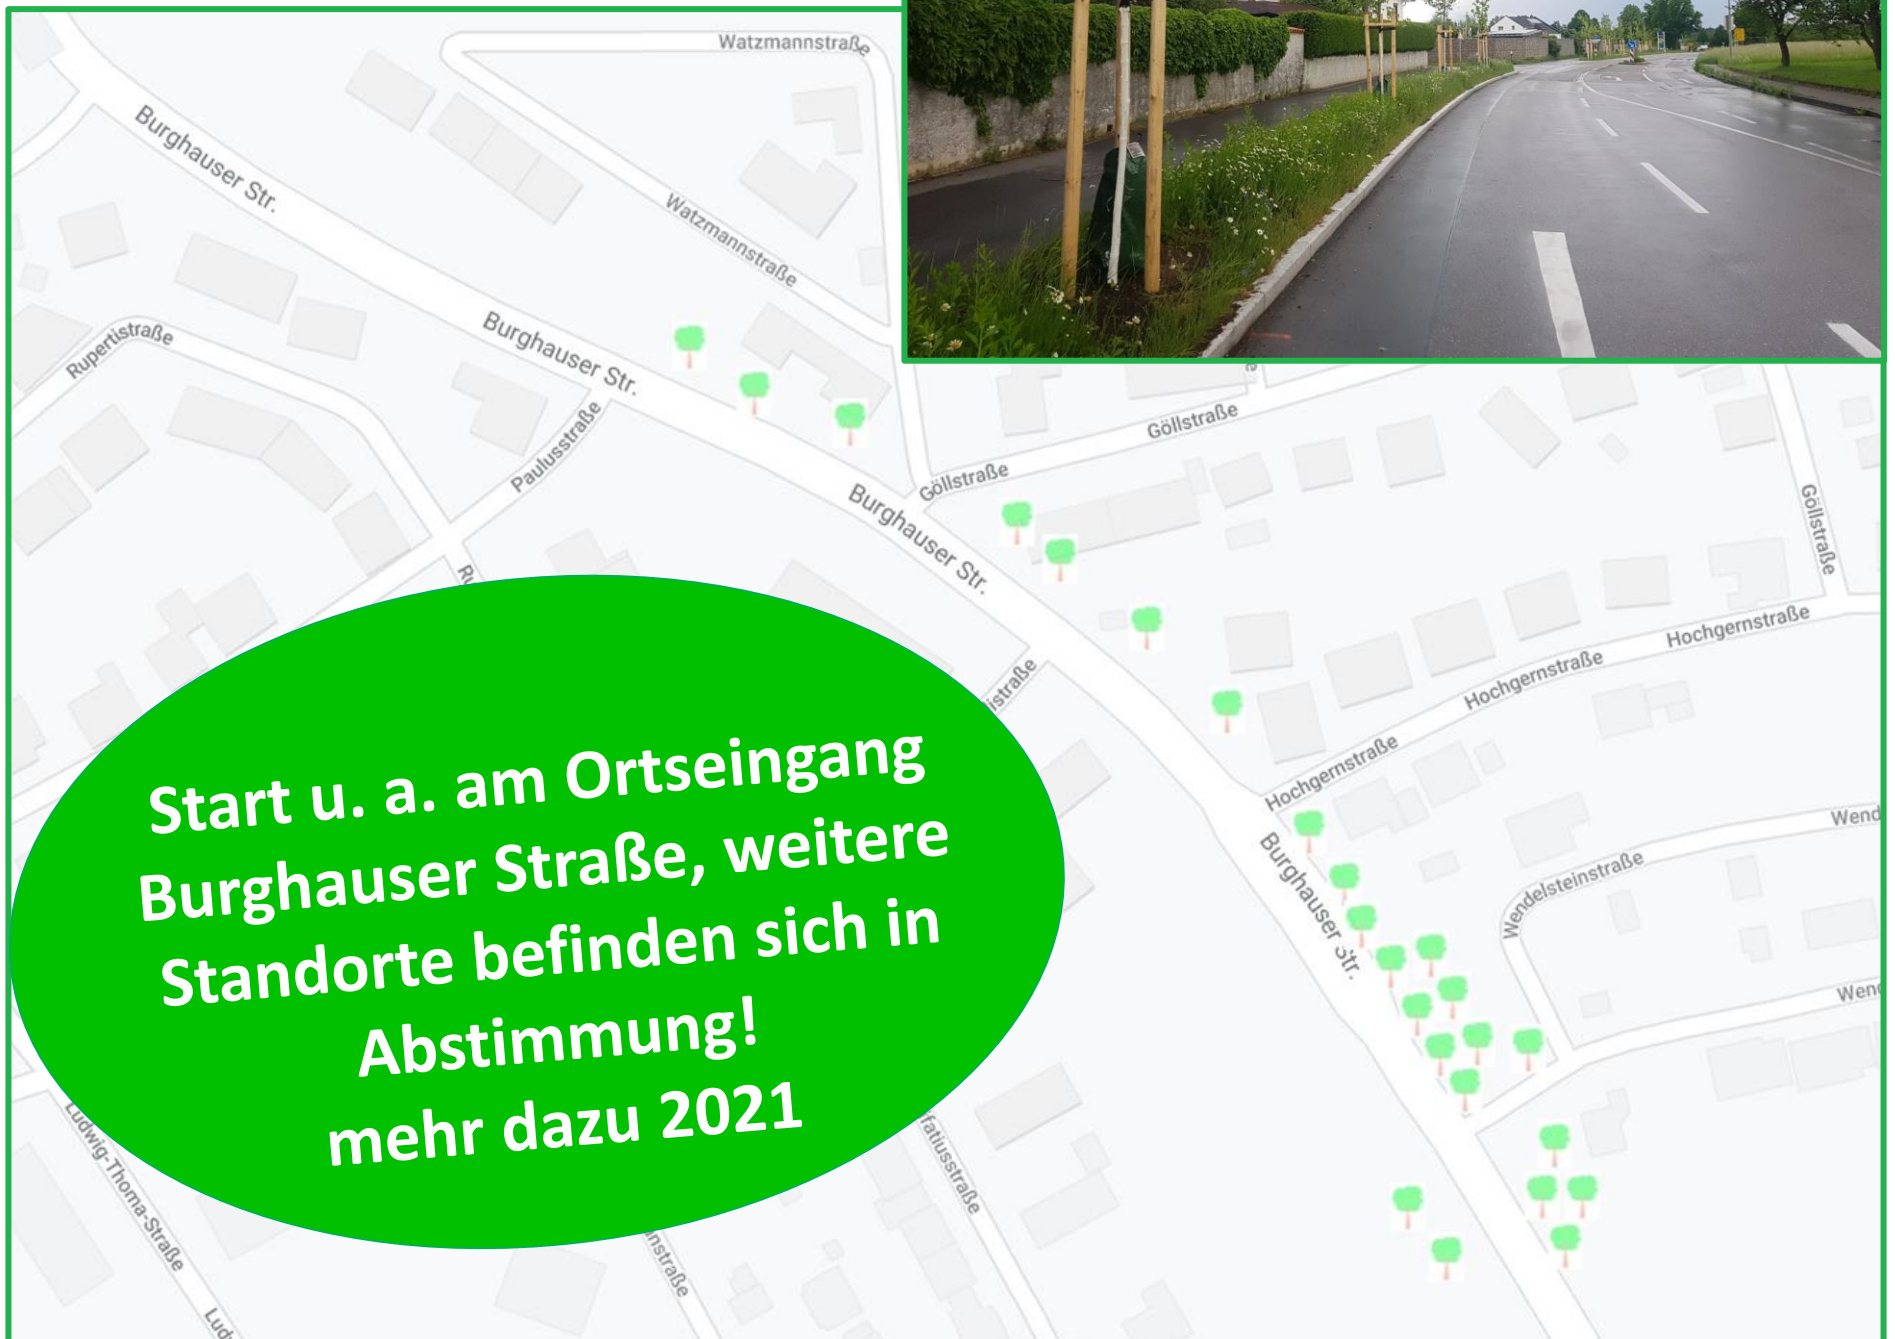 Watzmannstraße
Burghauser Str.
Watzmannstraße
Rupertistraße
Burghauser Str.
Paulusstraße
Göllstraße
Göllstraße
Burghauser Str.
Göllstraße
Hochgernstraße
Hochgernstraße
Hochgernstraße
Burghauser Str.
Wendelsteinstraße
Start u. a. am Ortseingang
Burghauser Straße, weitere
Standorte befinden sich in
Abstimmung!
mehr dazu 2021
Ludwig-Thoma-Straße